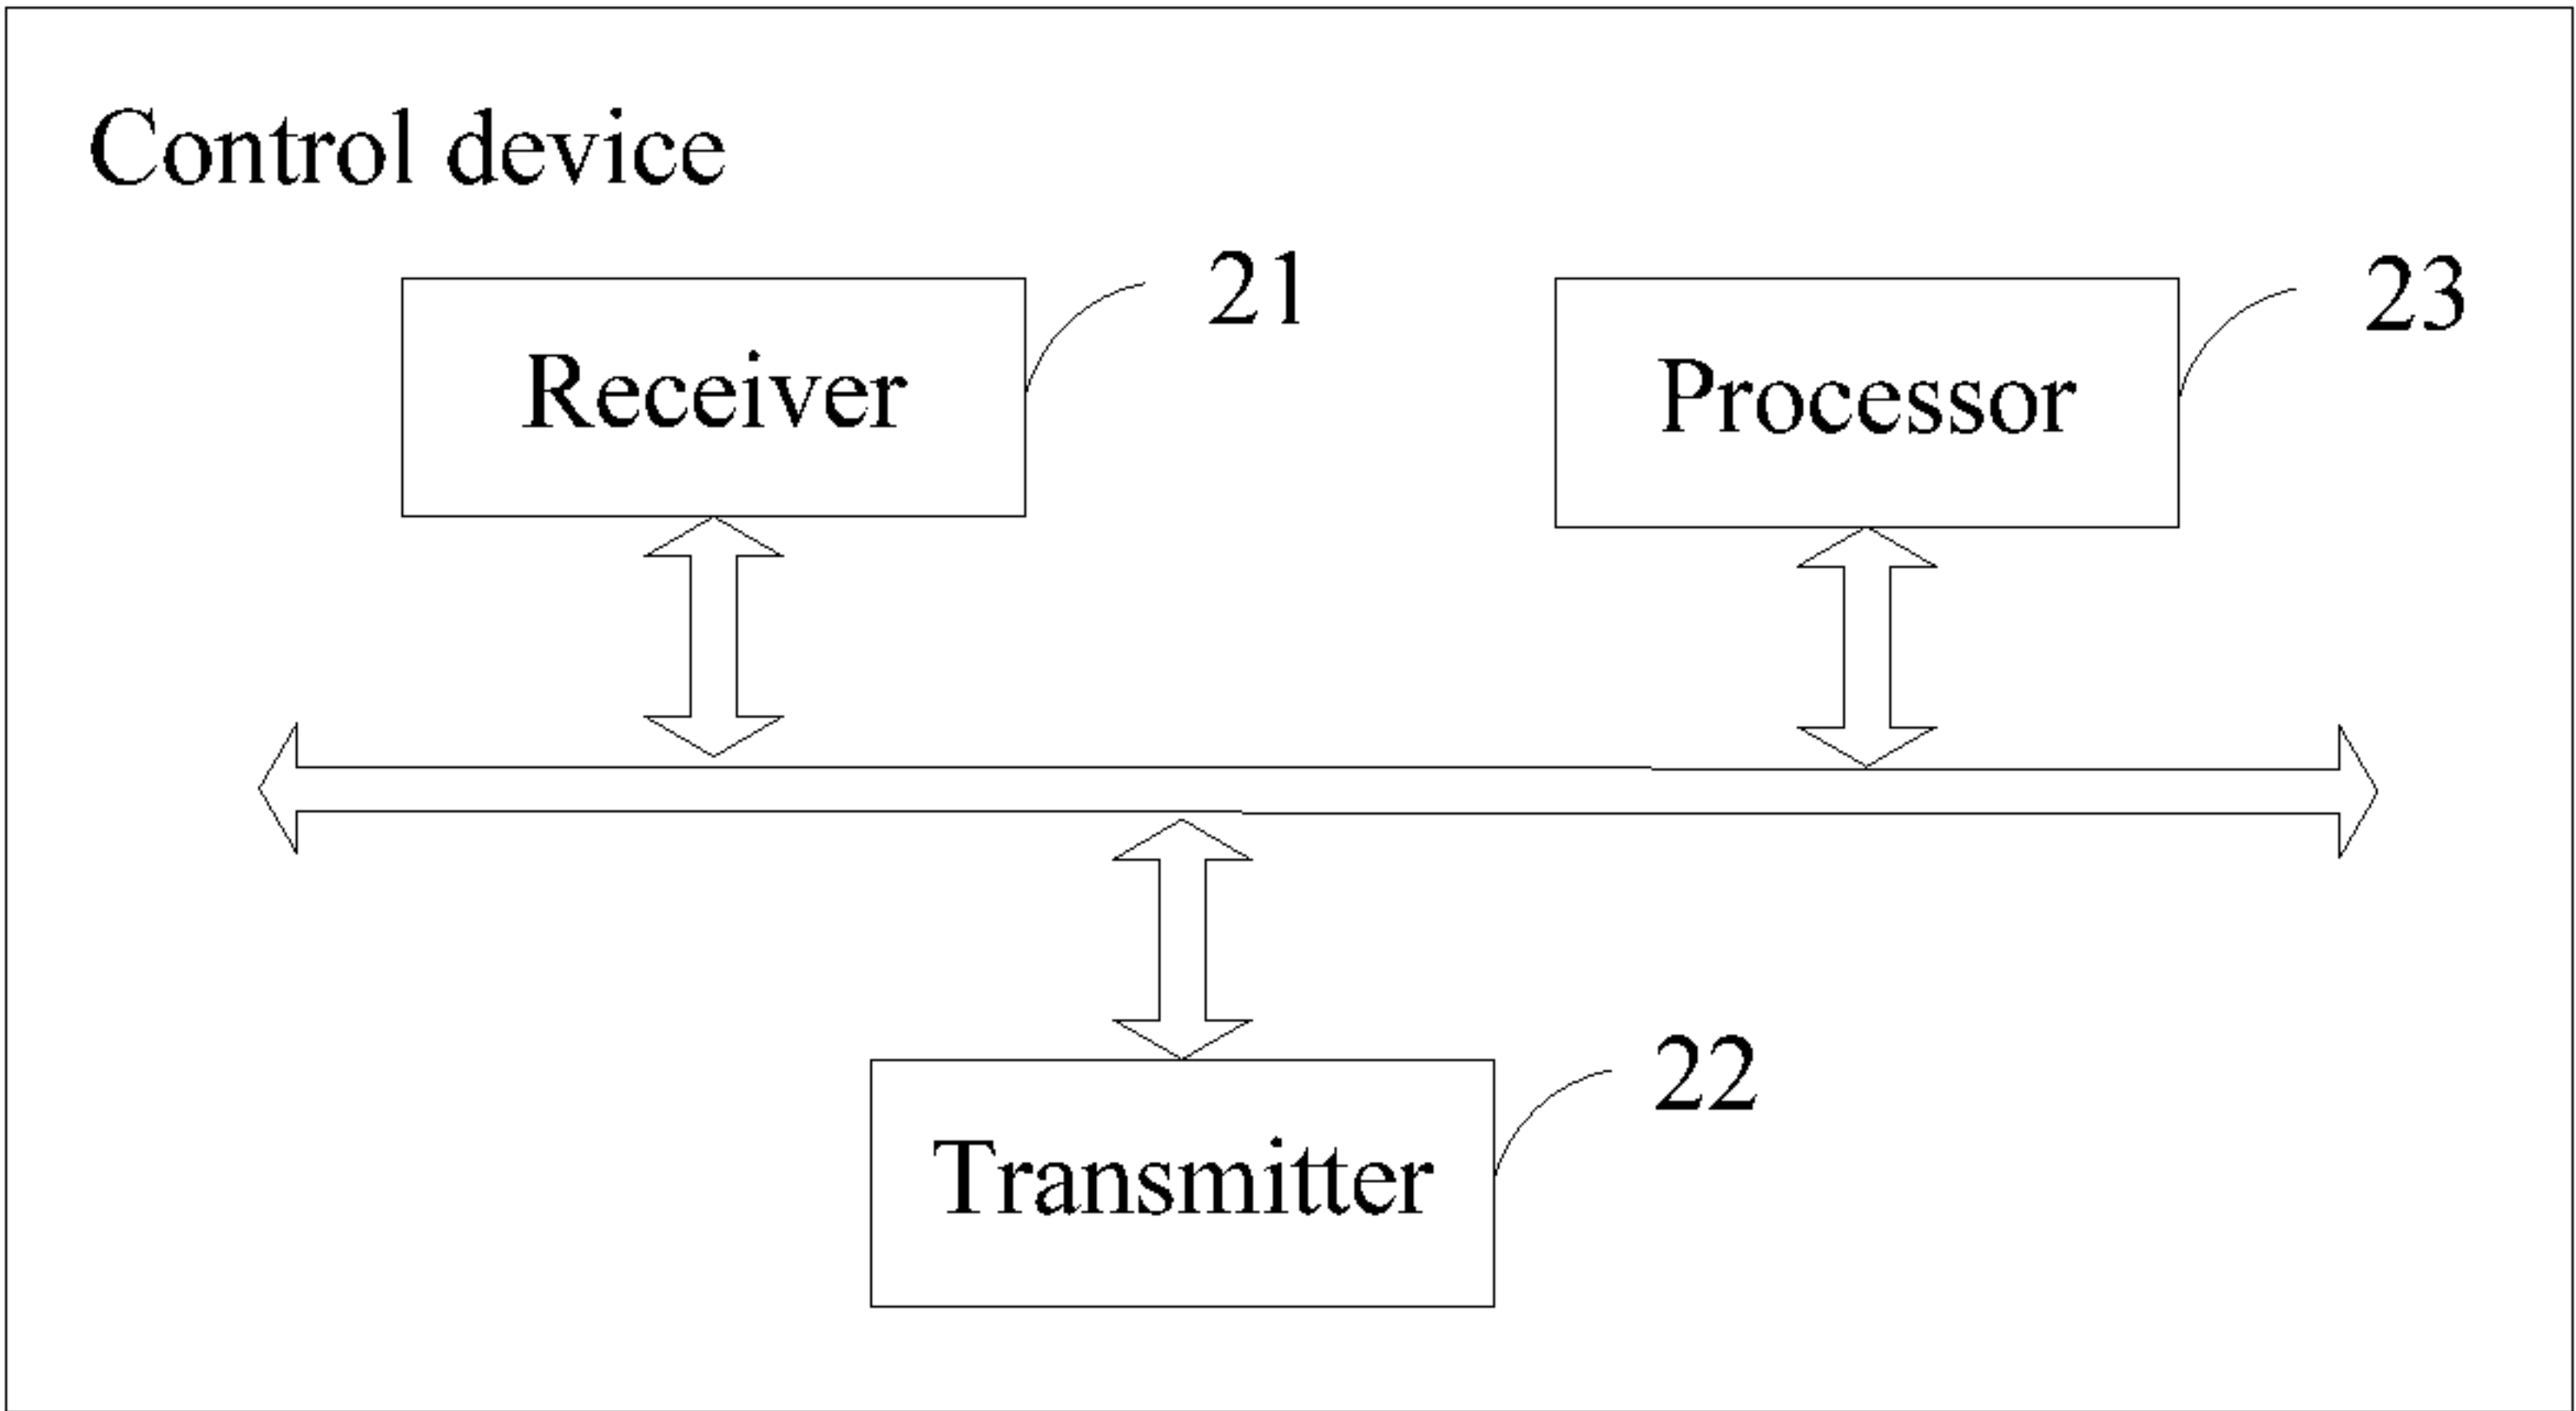 Control device
21
23
Receiver
Processor
22
Transmitter